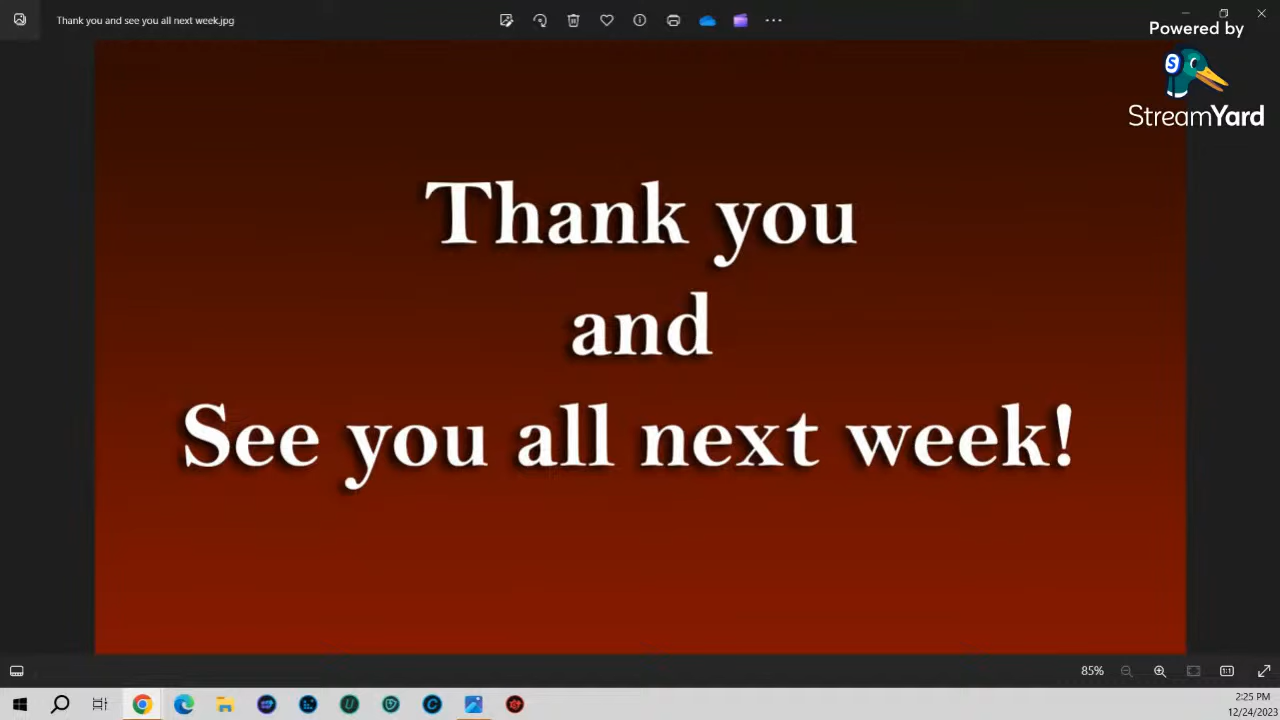 Thank you and see you all next week.jpg
Powered by
StreamYard
Thank you
and
See you all next week!
85%
2:25 PM
12/24/2023